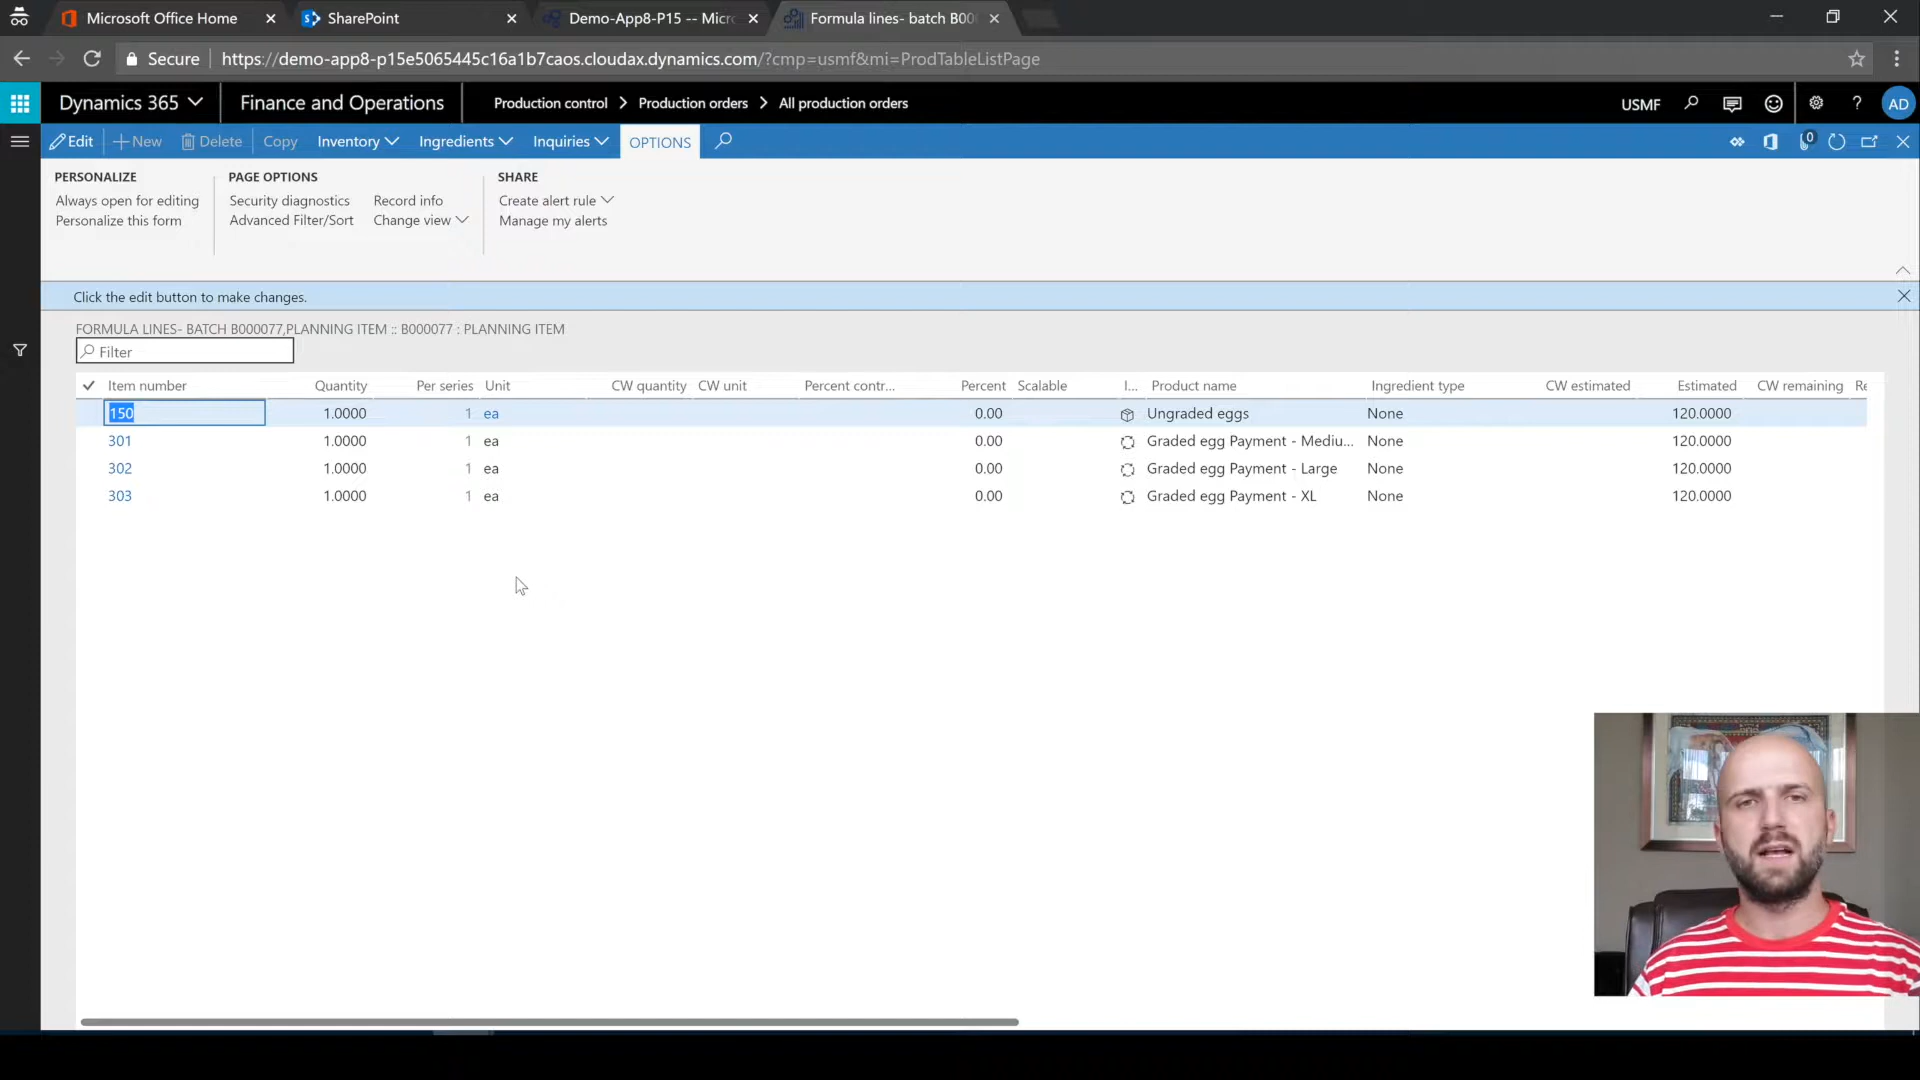 Microsoft Office Home
SharePoint
Demo-App8-P15 -- Micr
Formula lines- batch B00
Secure
https://demo-app8-p15e5065445c16a1b7caos.cloudax.dynamics.com/?cmp=usmf&mi=ProdTableListPage
Dynamics 365
Finance and Operations
Production control > Production orders > All production orders
USMF
?
AD
Edit
+ New
Delete
Copy
Inventory
Ingredients
Inquiries
OPTIONS
0
PERSONALIZE
Always open for editing
Personalize this form
PAGE OPTIONS
Security diagnostics
Advanced Filter/Sort
Record info
Change view
SHARE
Create alert rule
Manage my alerts
Click the edit button to make changes.
FORMULA LINES- BATCH B000077,PLANNING ITEM :: B000077 : PLANNING ITEM
Filter
Item number Quantity Per series Unit CW quantity CW unit Percent contr... Percent Scalable I... Product name Ingredient type CW estimated Estimated CW remaining Re
150 1.0000 1 ea 0.00 Ungraded eggs None 120.0000
301 1.0000 1 ea 0.00 Graded egg Payment - Mediu... None 120.0000
302 1.0000 1 ea 0.00 Graded egg Payment - Large None 120.0000
303 1.0000 1 ea 0.00 Graded egg Payment - XL None 120.0000